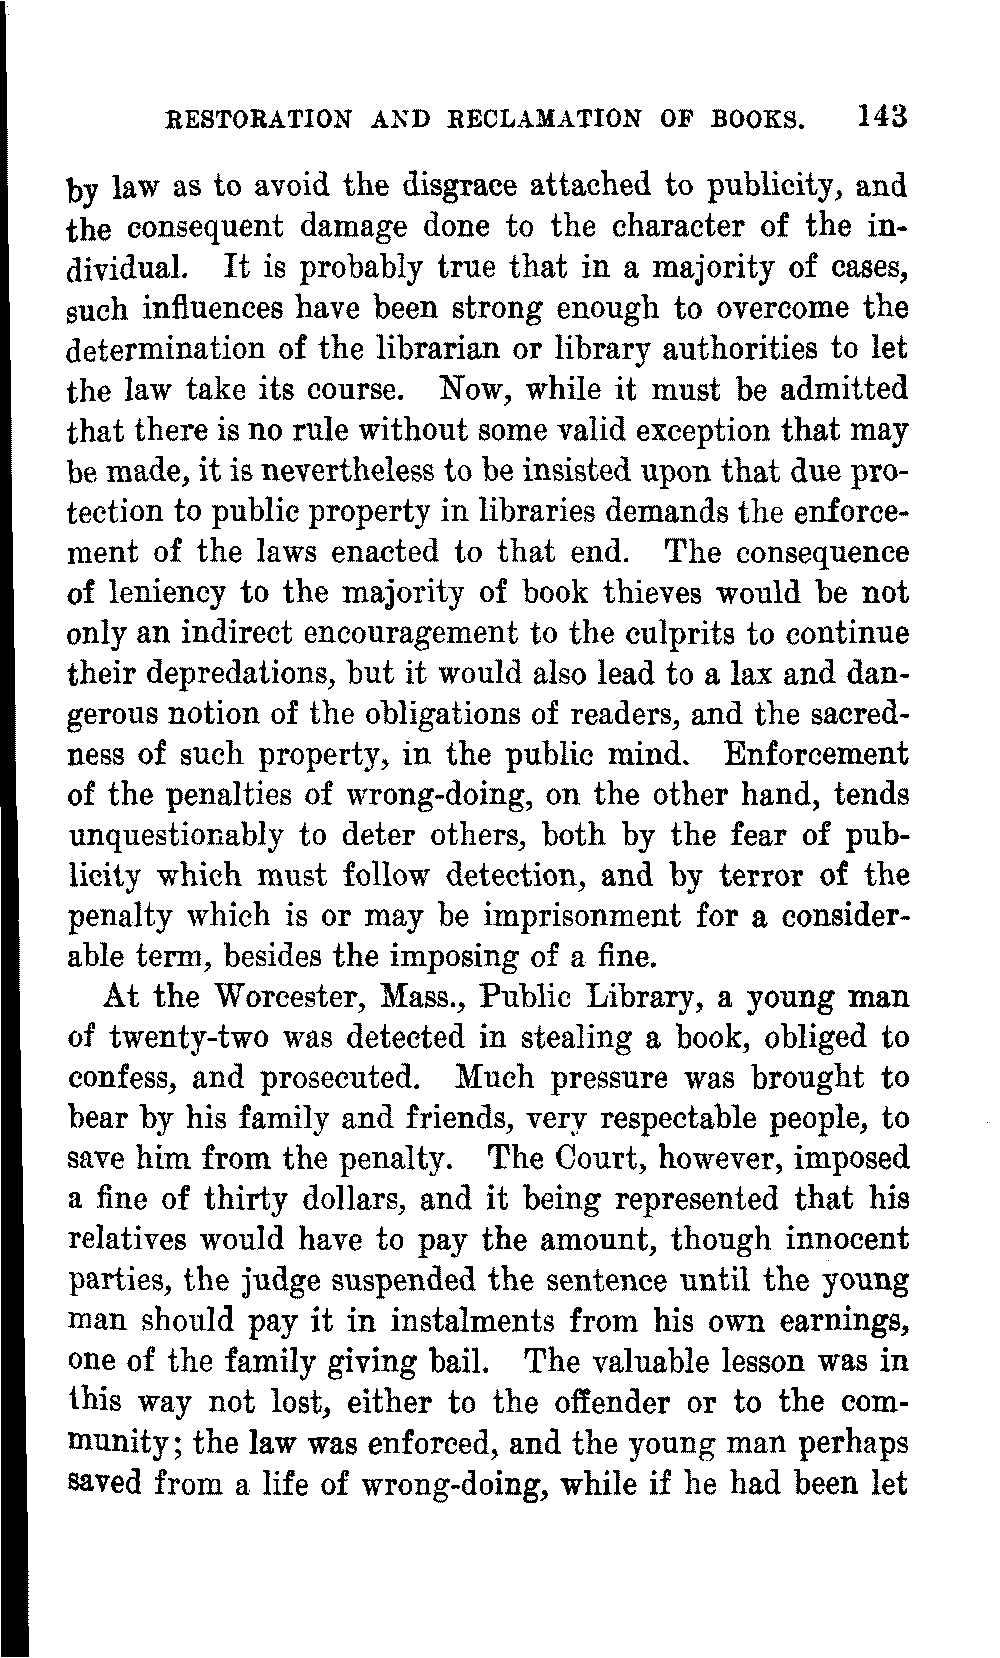 RESTORATION AND RECLAMATION OF BOOKS. 143
by law as to avoid the disgrace attached to publicity, and
the consequent damage done to the character of the in-
dividual. It is probably true that in a majority of cases,
such influences have been strong enough to overcome the
determination of the librarian or library authorities to let
the law take its course. Now, while it must be admitted
that there is no rule without some valid exception that may
be made, it is nevertheless to be insisted upon that due pro-
tection to public property in libraries demands the enforce-
ment of the laws enacted to that end. The consequence
of leniency to the majority of book thieves would be not
only an indirect encouragement to the culprits to continue
their depredations, but it would also lead to a lax and dan-
gerous notion of the obligations of readers, and the sacred-
ness of such property, in the public mind. Enforcement
of the penalties of wrong-doing, on the other hand, tends
unquestionably to deter others, both by the fear of pub-
licity which must follow detection, and by terror of the
penalty which is or may be imprisonment for a consider-
able term, besides the imposing of a fine.
At the Worcester, Mass., Public Library, a young man
of twenty-two was detected in stealing a book, obliged to
confess, and prosecuted. Much pressure was brought to
bear by his family and friends, very respectable people, to
save him from the penalty. The Court, however, imposed
a fine of thirty dollars, and it being represented that his
relatives would have to pay the amount, though innocent
parties, the judge suspended the sentence until the young
man should pay it in instalments from his own earnings,
one of the family giving bail. The valuable lesson was in
this way not lost, either to the offender or to the com-
munity; the law was enforced, and the young man perhaps
saved from a life of wrong-doing, while if he had been let